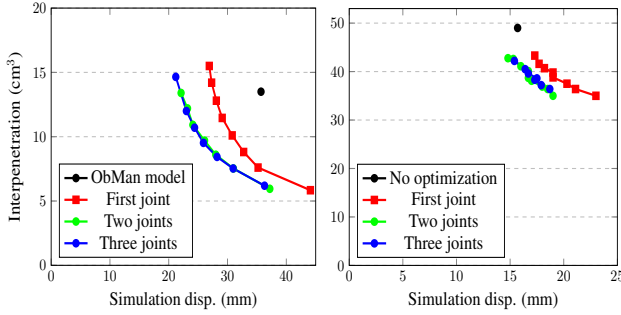 20
15
10
5
0
0
10
20
30
40
Interpenetration (cm³)
Simulation disp. (mm)
ObMan model
First joint
Two joints
Three joints
50
40
30
20
10
0
0
5
10
15
20
25
Simulation disp. (mm)
No optimization
First joint
Two joints
Three joints